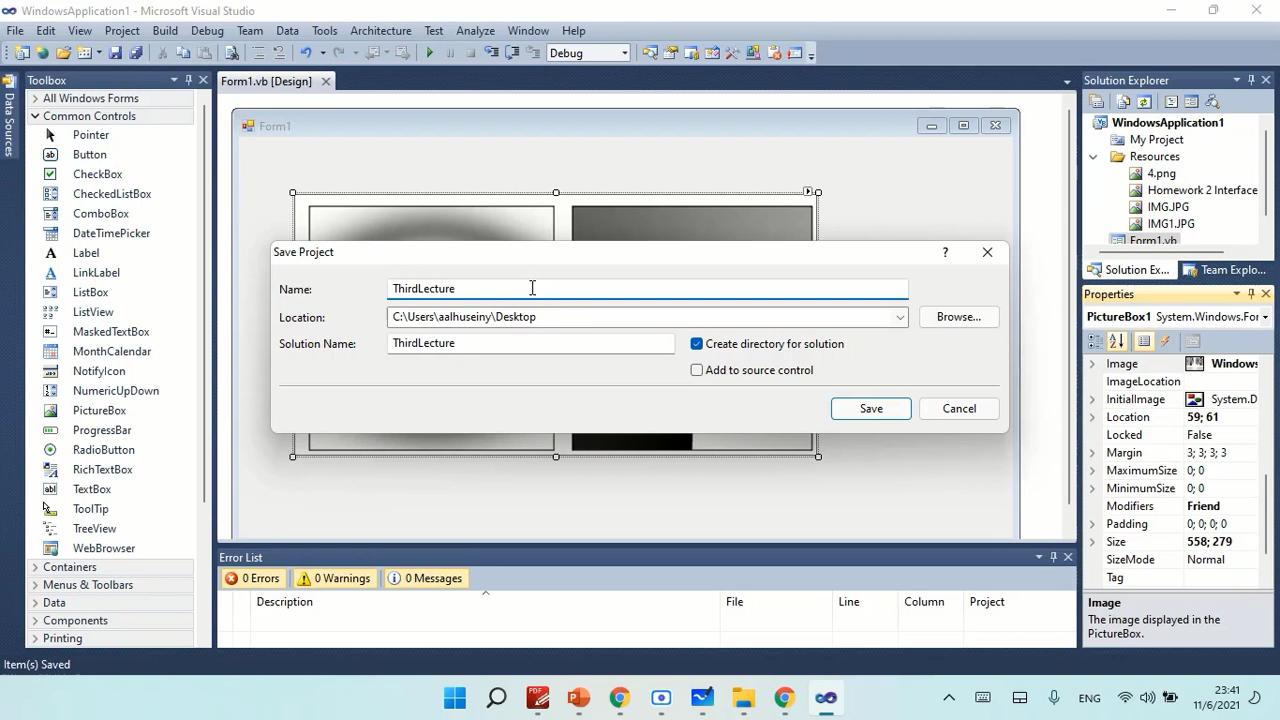 WindowsApplication1 - Microsoft Visual Studio
File Edit View Project Build Debug Team Data Tools Architecture Test Analyze Window Help
Debug
Toolbox
All Windows Forms
Common Controls
Pointer
Button
CheckBox
CheckedListBox
ComboBox
DateTimePicker
Label
LinkLabel
ListBox
ListView
MaskedTextBox
MonthCalendar
NotifyIcon
NumericUpDown
PictureBox
ProgressBar
RadioButton
RichTextBox
TextBox
ToolTip
TreeView
WebBrowser
Containers
Menus & Toolbars
Data
Components
Printing
Data Sources
Form1.vb [Design]
Form1
Save Project
Name: ThirdLecture
Location: C:\Users\aalhuseiny\Desktop Browse...
Solution Name: ThirdLecture Create directory for solution
Add to source control
Save Cancel
Error List
0 Errors 0 Warnings 0 Messages
Description File Line Column Project
Solution Explorer
WindowsApplication1
My Project
Resources
4.png
Homework 2 Interface
IMG.JPG
IMG1.JPG
Form1.vb
Solution Ex... Team Explo...
Properties
PictureBox1 System.Windows.For
Image Windows
ImageLocation
InitialImage System.D
Location 59; 61
Locked False
Margin 3; 3; 3; 3
MaximumSize 0; 0
MinimumSize 0; 0
Modifiers Friend
Padding 0; 0; 0; 0
Size 558; 279
SizeMode Normal
Tag
Image
The image displayed in the PictureBox.
Item(s) Saved
PDF
ENG
23:41
11/6/2021